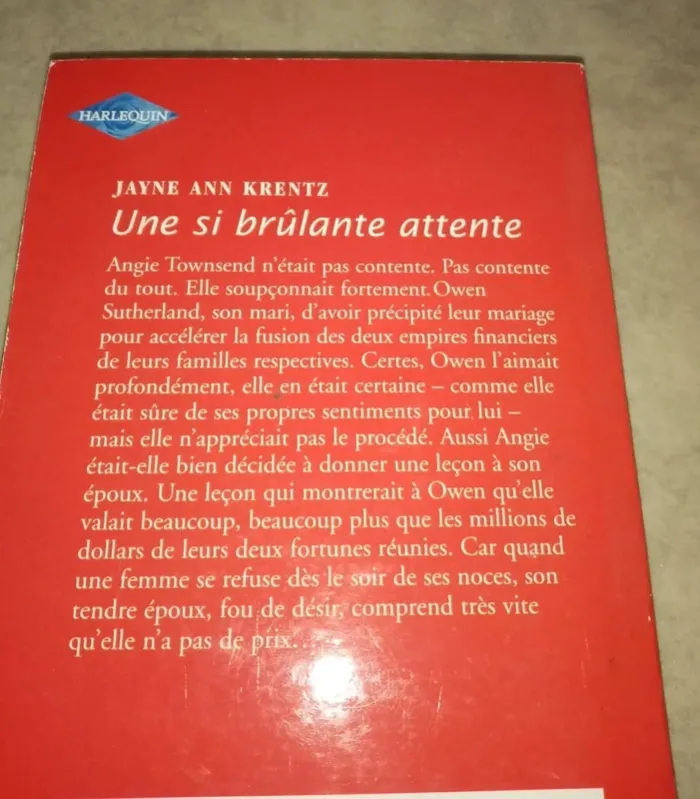 HARLEQUIN
JAYNE ANN KRENTZ
Une si brûlante attente
Angie Townsend n'était pas contente. Pas contente
du tout. Elle soupçonnait fortement Owen
Sutherland, son mari, d'avoir précipité leur mariage
pour accélérer la fusion des deux empires financiers
de leurs familles respectives. Certes, Owen l'aimait
profondément, elle en était certaine – comme elle
était sûre de ses propres sentiments pour lui –
mais elle n'appréciait pas le procédé. Aussi Angie
était-elle bien décidée à donner une leçon à son
époux. Une leçon qui montrerait à Owen qu'elle
valait beaucoup, beaucoup plus que les millions de
dollars de leurs deux fortunes réunies. Car quand
une femme se refuse dès le soir de ses noces, son
tendre époux, fou de désir, comprend très vite
qu'elle n'a pas de prix...